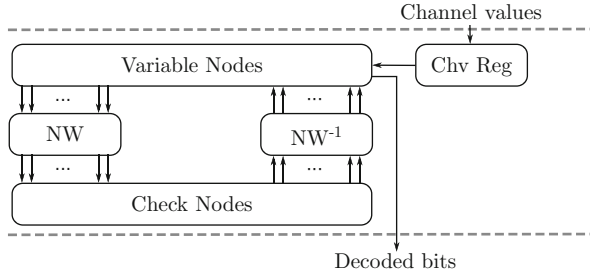 Channel values
Variable Nodes
Chv Reg
...
...
NW
NW-1
...
...
Check Nodes
Decoded bits